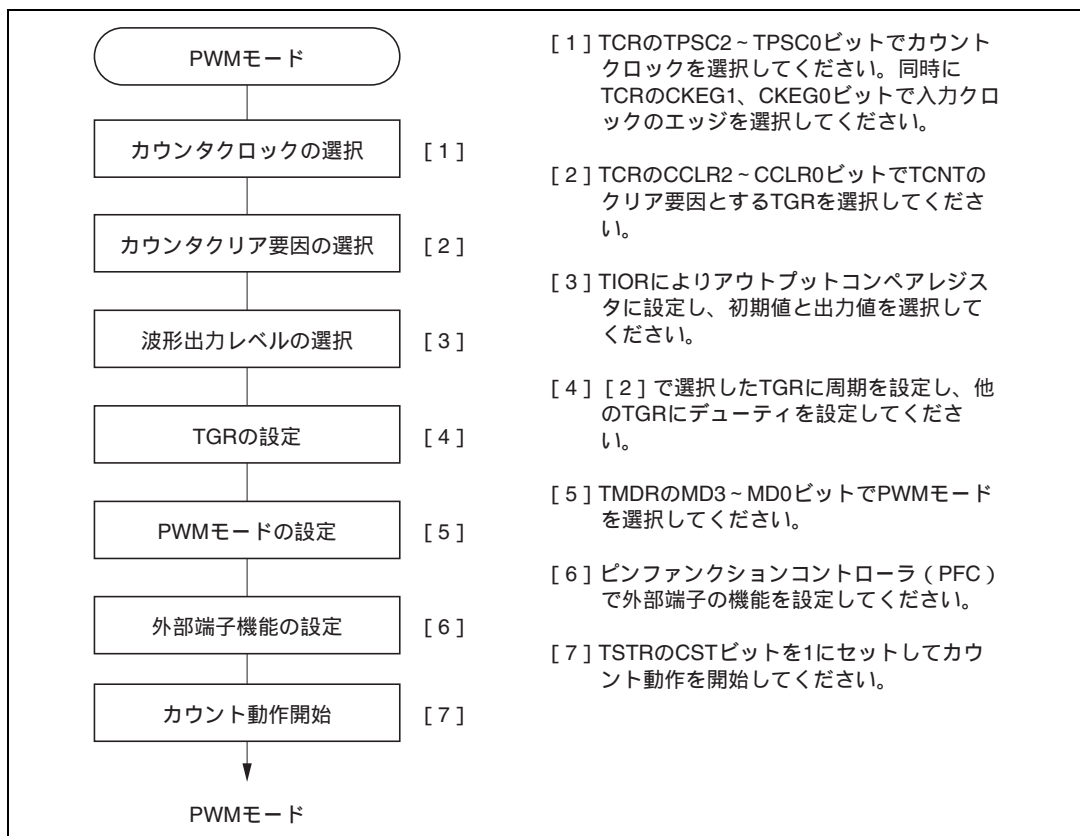 PWMモード
カウンタクロックの選択 [ 1 ]
カウンタクリア要因の選択 [ 2 ]
波形出力レベルの選択 [ 3 ]
TGRの設定 [ 4 ]
PWMモードの設定 [ 5 ]
外部端子機能の設定 [ 6 ]
カウント動作開始 [ 7 ]
PWMモード
[ 1 ] TCRのTPSC2~TPSC0ビットでカウント
クロックを選択してください。同時に
TCRのCKEG1、CKEG0ビットで入力クロ
ックのエッジを選択してください。
[ 2 ] TCRのCCLR2~CCLR0ビットでTCNTの
クリア要因とするTGRを選択してくださ
い。
[ 3 ] TIORによりアウトプットコンペアレジス
タに設定し、初期値と出力値を選択して
ください。
[ 4 ] [ 2 ] で選択したTGRに周期を設定し、他
のTGRにデューティを設定してくださ
い。
[ 5 ] TMDRのMD3~MD0ビットでPWMモード
を選択してください。
[ 6 ] ピンファンクションコントローラ(PFC)
で外部端子の機能を設定してください。
[ 7 ] TSTRのCSTビットを1にセットしてカウ
ント動作を開始してください。